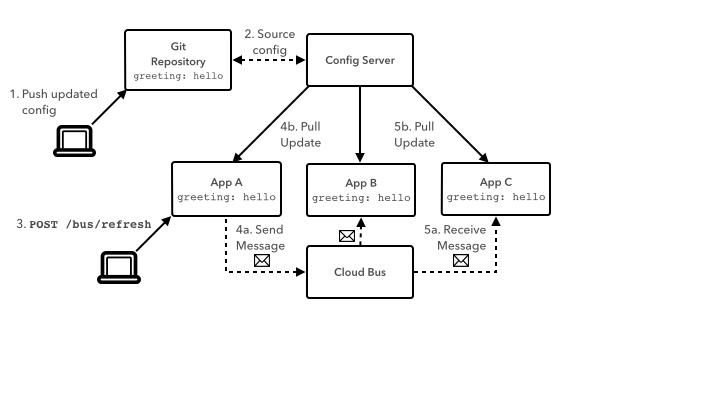 2. Source
config
Git
Repository
greeting: hello
Config Server
1. Push updated
config
4b. Pull
Update
5b. Pull
Update
App A
greeting: hello
App B
greeting: hello
App C
greeting: hello
3. POST /bus/refresh
4a. Send
Message
5a. Receive
Message
Cloud Bus